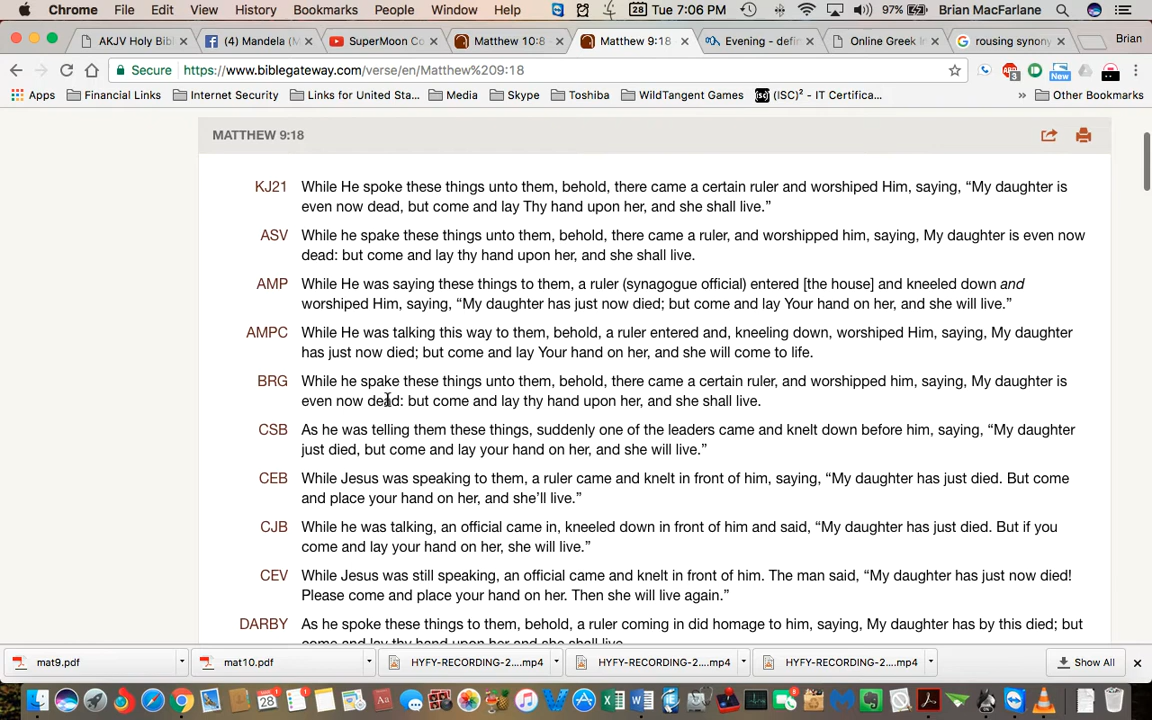 Chrome File Edit View History Bookmarks People Window Help 28 Tue 7:06 PM 97% Brian MacFarlane
AKJV Holy Bibl (4) Mandela (M SuperMoon Co Matthew 10:8 Matthew 9:18 Evening - defin Online Greek In rousing synony Brian
Secure https://www.biblegateway.com/verse/en/Matthew%209:18 3 New
Apps Financial Links Internet Security Links for United Sta... Media Skype Toshiba WildTangent Games (ISC)² - IT Certifica... » Other Bookmarks
MATTHEW 9:18
KJ21 While He spoke these things unto them, behold, there came a certain ruler and worshiped Him, saying, “My daughter is
even now dead, but come and lay Thy hand upon her, and she shall live.”
ASV While he spake these things unto them, behold, there came a ruler, and worshipped him, saying, My daughter is even now
dead: but come and lay thy hand upon her, and she shall live.
AMP While He was saying these things to them, a ruler (synagogue official) entered [the house] and kneeled down and
worshiped Him, saying, “My daughter has just now died; but come and lay Your hand on her, and she will live.”
AMPC While He was talking this way to them, behold, a ruler entered and, kneeling down, worshiped Him, saying, My daughter
has just now died; but come and lay Your hand on her, and she will come to life.
BRG While he spake these things unto them, behold, there came a certain ruler, and worshipped him, saying, My daughter is
even now dead: but come and lay thy hand upon her, and she shall live.
CSB As he was telling them these things, suddenly one of the leaders came and knelt down before him, saying, “My daughter
just died, but come and lay your hand on her, and she will live.”
CEB While Jesus was speaking to them, a ruler came and knelt in front of him, saying, “My daughter has just died. But come
and place your hand on her, and she’ll live.”
CJB While he was talking, an official came in, kneeled down in front of him and said, “My daughter has just died. But if you
come and lay your hand on her, she will live.”
CEV While Jesus was still speaking, an official came and knelt in front of him. The man said, “My daughter has just now died!
Please come and place your hand on her. Then she will live again.”
DARBY As he spoke these things to them, behold, a ruler coming in did homage to him, saying, My daughter has by this died; but
come and lay thy hand upon her and she shall live.
mat9.pdf mat10.pdf HYFY-RECORDING-2....mp4 HYFY-RECORDING-2....mp4 HYFY-RECORDING-2....mp4 Show All